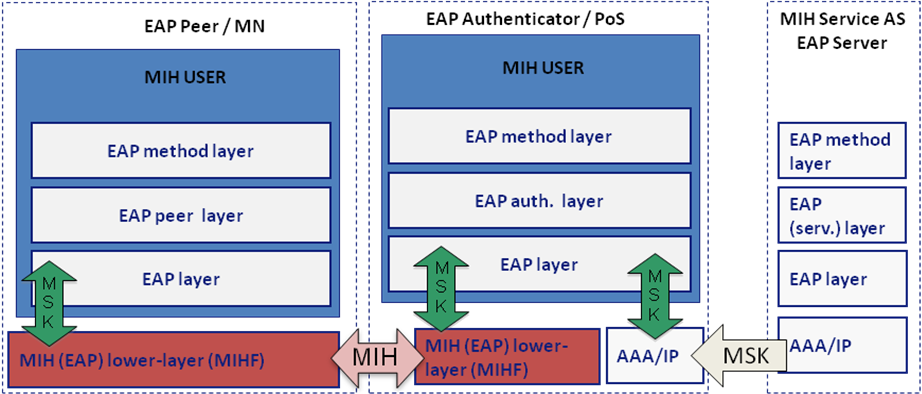 EAP Peer / MN
MIH USER
EAP method layer
EAP peer layer
EAP layer
MSK
MIH (EAP) lower-layer (MIHF)
MIH
EAP Authenticator / PoS
MIH USER
EAP method layer
EAP auth. layer
EAP layer
MSK
MSK
MIH (EAP) lower-
layer (MIHF)
AAA/IP
MSK
MIH Service AS
EAP Server
EAP method
layer
EAP
(serv.) layer
EAP layer
AAA/IP